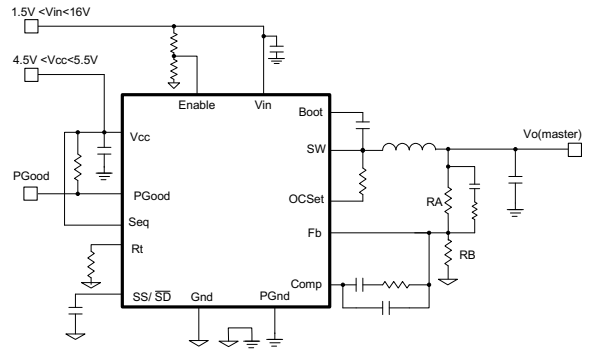 1.5V <Vin<16V
4.5V <Vcc<5.5V
Enable
Vin
Boot
Vcc
Vo(master)
SW
PGood
PGood
OCSet
RA
Seq
Fb
Rt
RB
Comp
SS/ SD
Gnd
PGnd